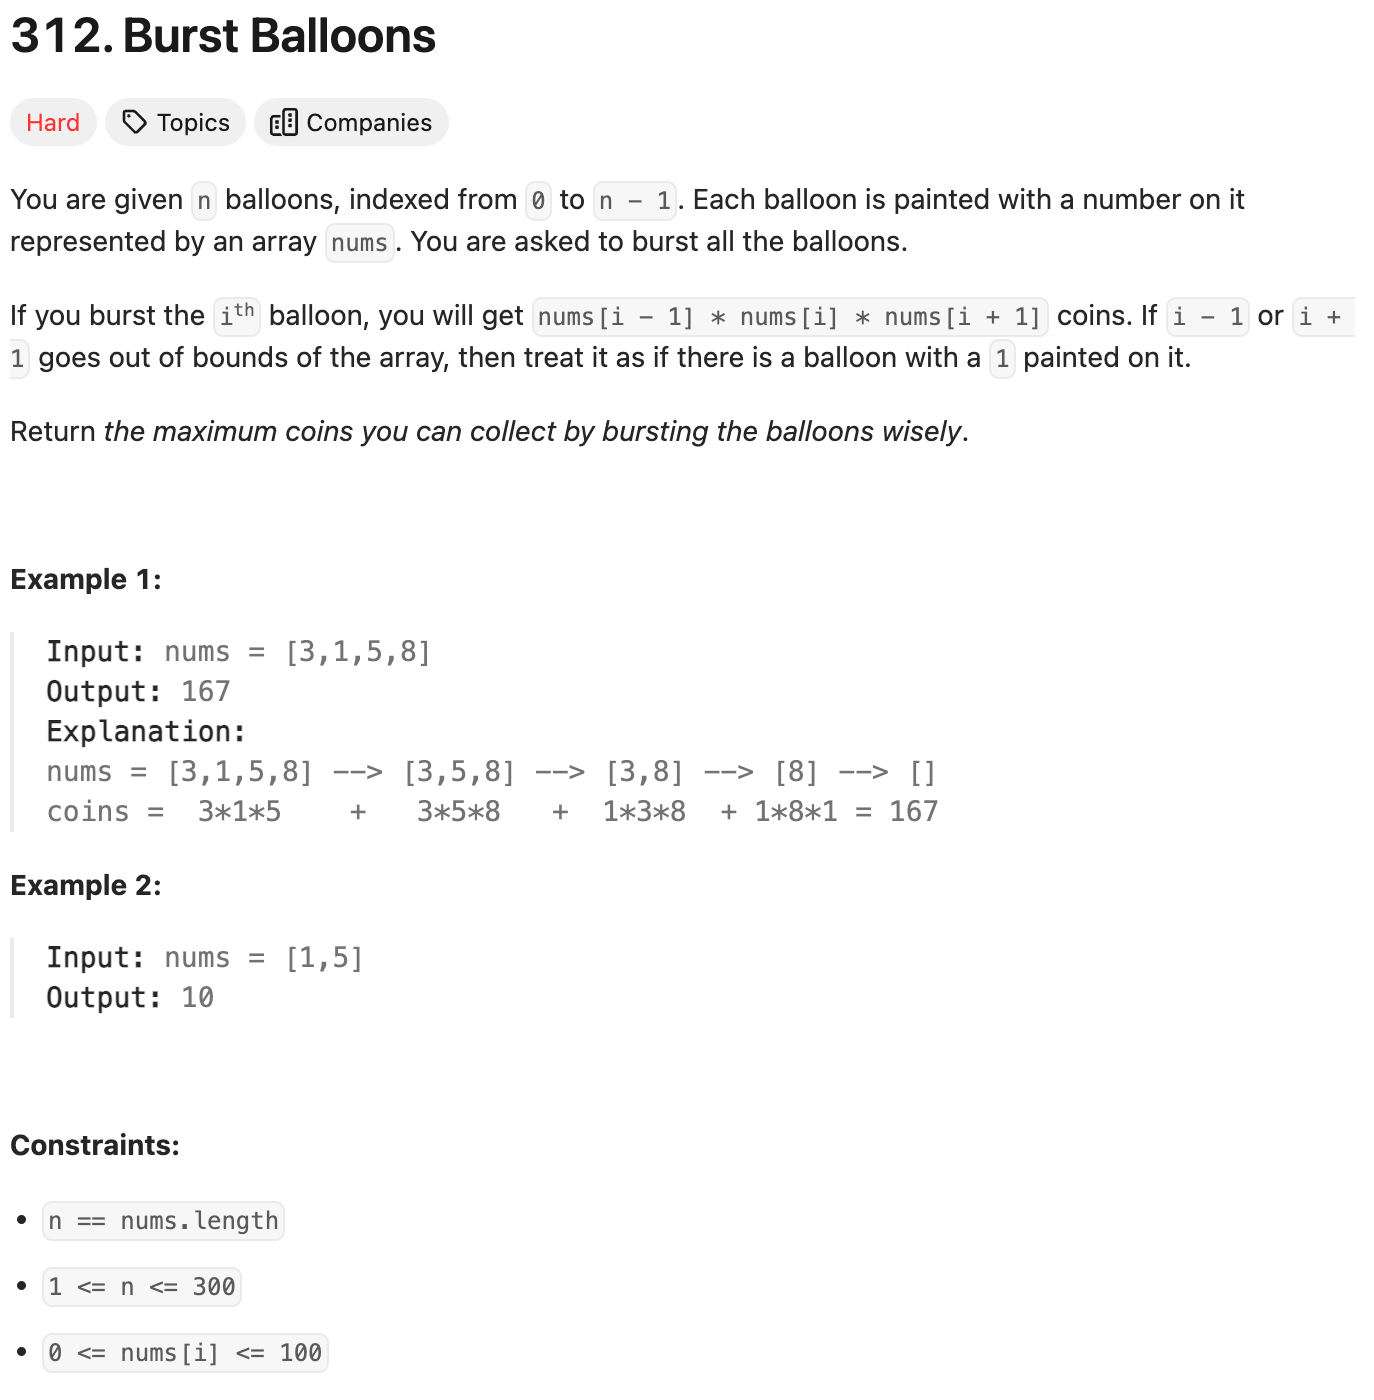 312. Burst Balloons
Hard Topics Companies
You are given n balloons, indexed from 0 to n - 1. Each balloon is painted with a number on it
represented by an array nums. You are asked to burst all the balloons.
If you burst the ith balloon, you will get nums[i - 1] * nums[i] * nums[i + 1] coins. If i - 1 or i +
1 goes out of bounds of the array, then treat it as if there is a balloon with a 1 painted on it.
Return the maximum coins you can collect by bursting the balloons wisely.
Example 1:
Input: nums = [3,1,5,8]
Output: 167
Explanation:
nums = [3,1,5,8] --> [3,5,8] --> [3,8] --> [8] --> []
coins =  3*1*5    +   3*5*8   +  1*3*8  + 1*8*1 = 167
Example 2:
Input: nums = [1,5]
Output: 10
Constraints:
• n == nums.length
• 1 <= n <= 300
• 0 <= nums[i] <= 100